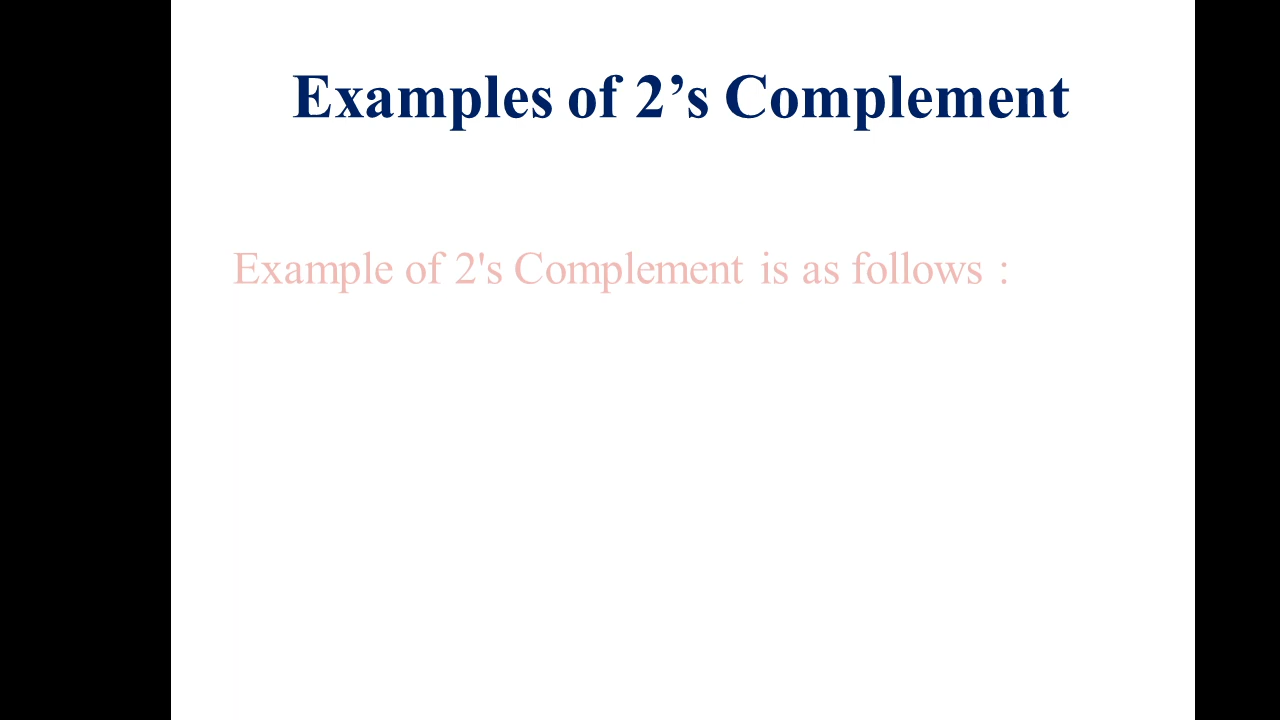 Examples of 2’s Complement
Example of 2's Complement is as follows :